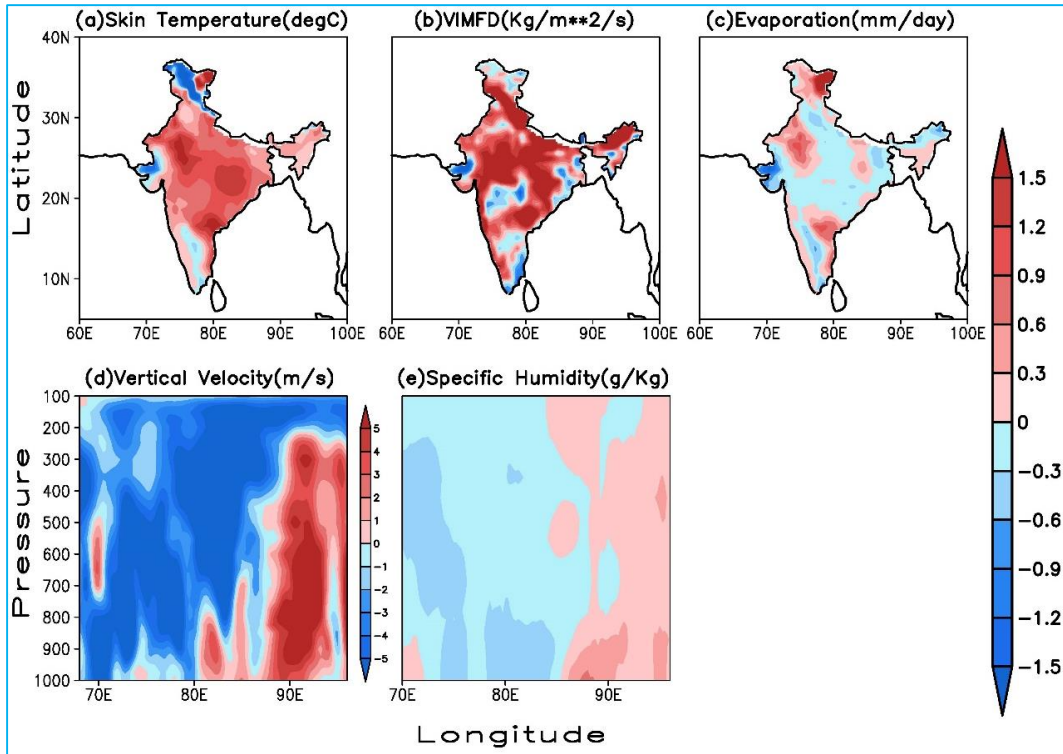 (a)Skin Temperature(degC)
(b)VIMFD(Kg/m**2/s)
(c)Evaporation(mm/day)
Latitude
40N
30N
20N
10N
60E 70E 80E 90E 100E
60E 70E 80E 90E 100E
60E 70E 80E 90E 100E
1.5
1.2
0.9
0.6
0.3
0
-0.3
-0.6
-0.9
-1.2
-1.5
(d)Vertical Velocity(m/s)
(e)Specific Humidity(g/Kg)
Pressure
100
200
300
400
500
600
700
800
900
1000
70E 80E 90E
5
4
3
2
1
0
-1
-2
-3
-4
-5
70E 80E 90E
Longitude